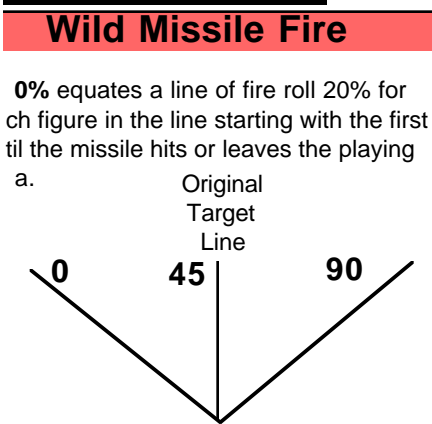 Wild Missile Fire
0% equates a line of fire roll 20% for
ch figure in the line starting with the first
til the missile hits or leaves the playing
a.
Original
Target
Line
0 45 90